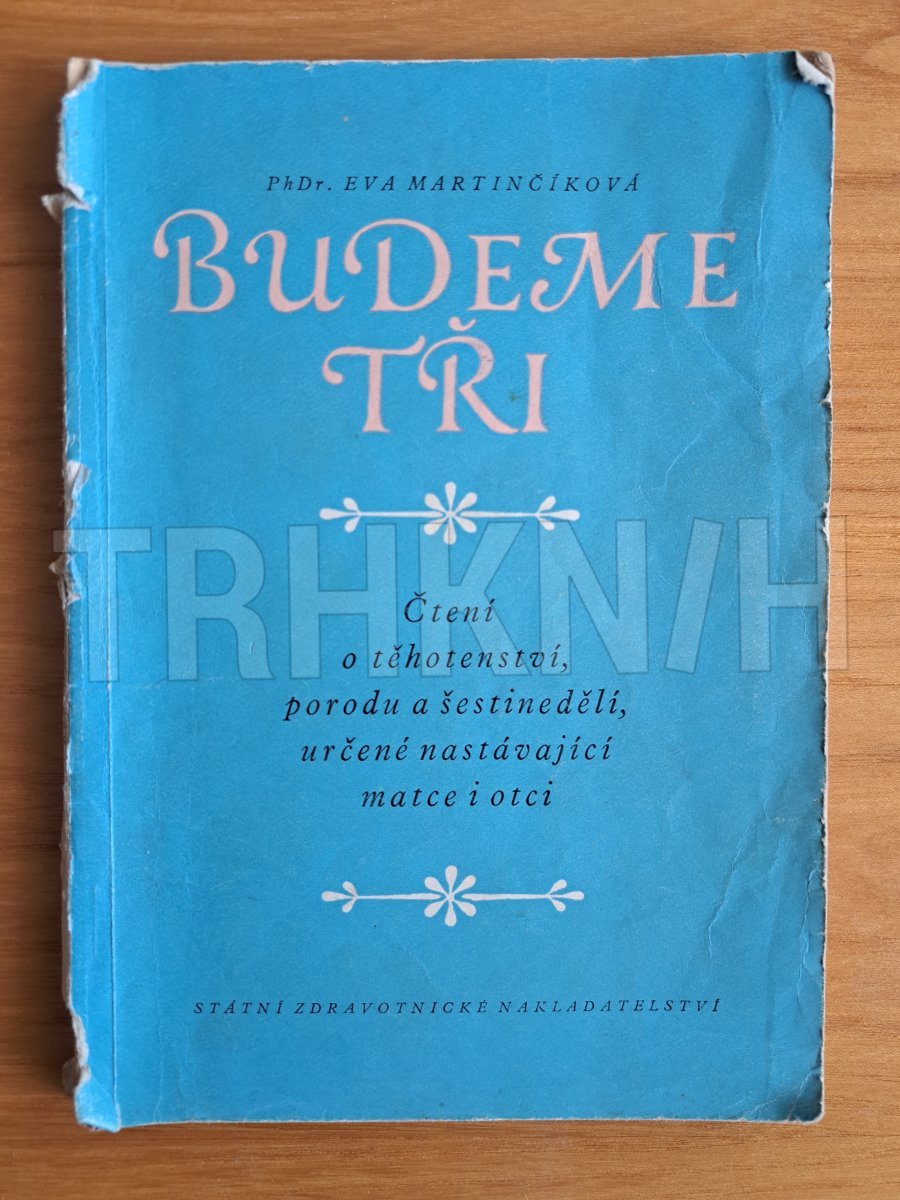 PhDr. EVA MARTINČÍKOVÁ
BUDEME
TŘI
TRHKNIH
Čtení
o těhotenství,
porodu a šestinedělí,
určené nastávající
matce i otci
STÁTNÍ ZDRAVOTNICKÉ NAKLADATELSTVÍ